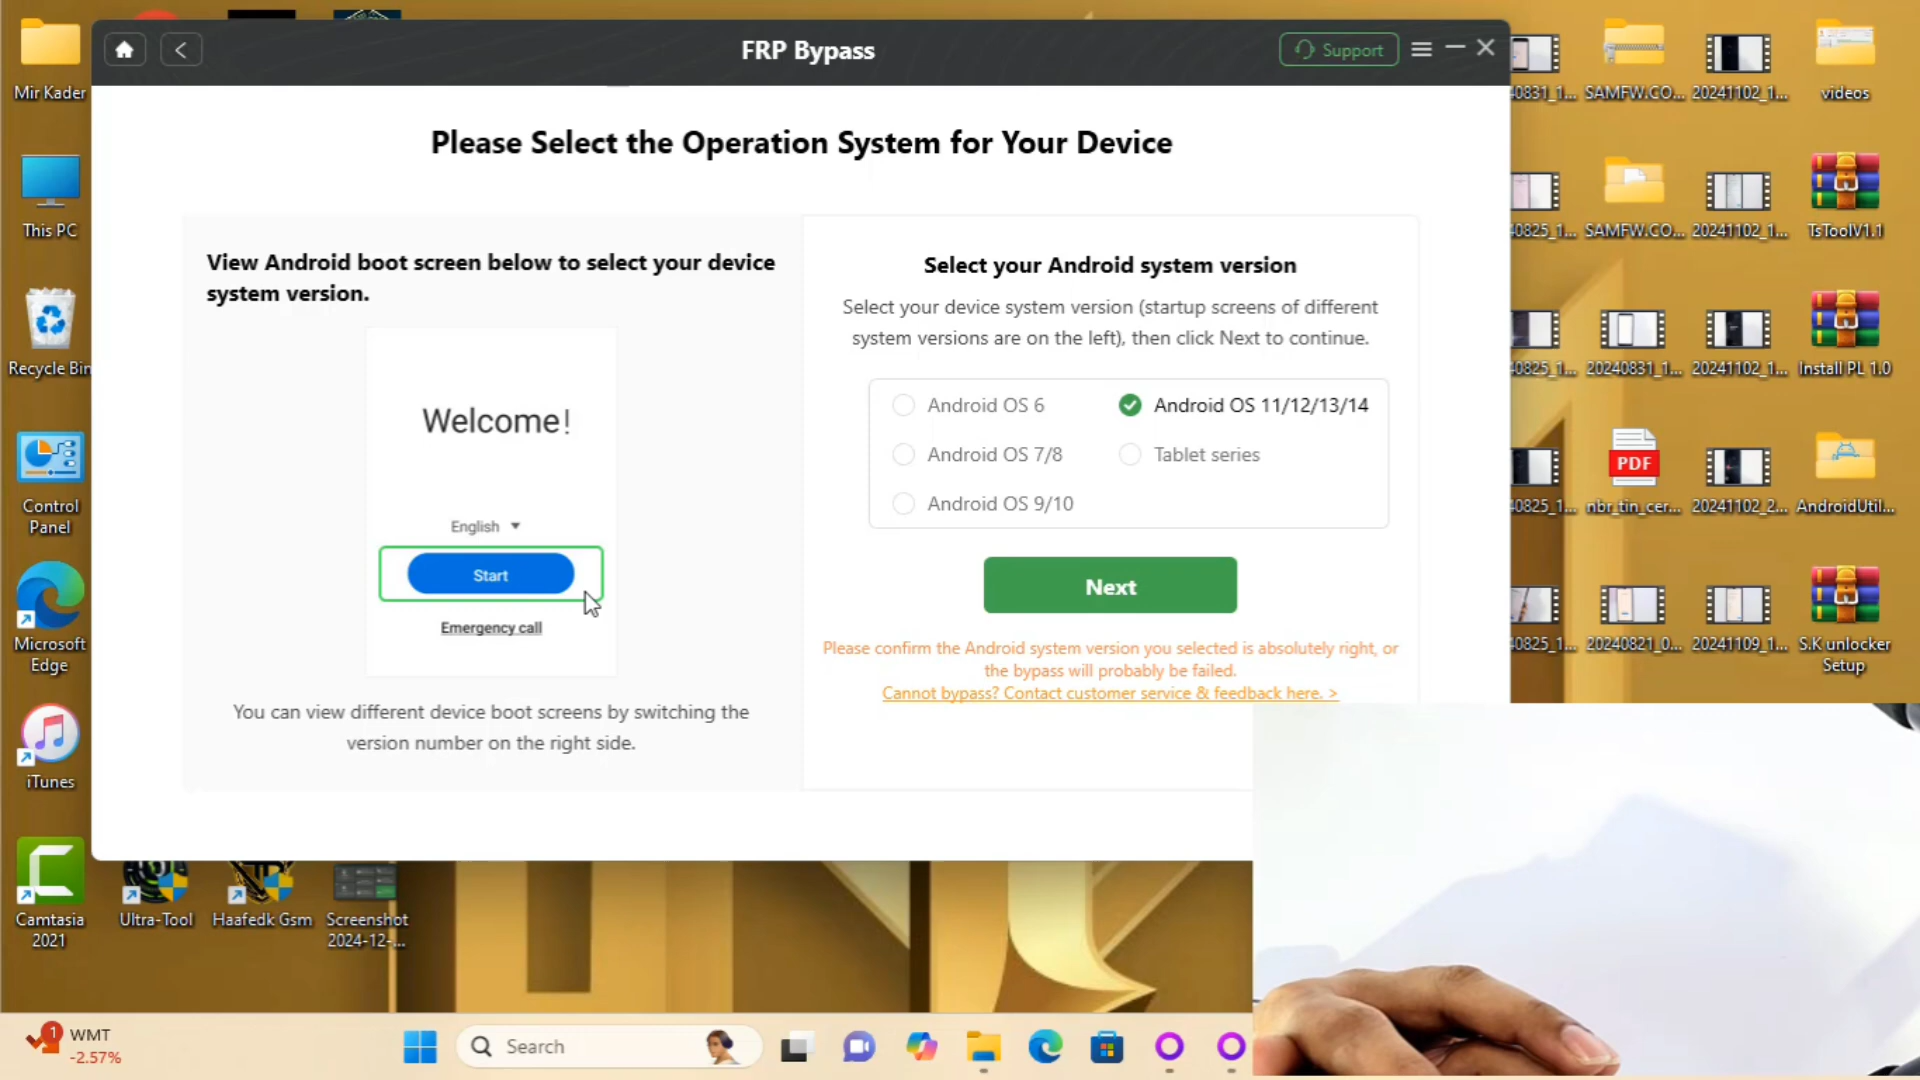 FRP Bypass
Support
Please Select the Operation System for Your Device
View Android boot screen below to select your device
system version.
Welcome!
English
Start
Emergency call
You can view different device boot screens by switching the
version number on the right side.
Select your Android system version
Select your device system version (startup screens of different
system versions are on the left), then click Next to continue.
Android OS 6
Android OS 11/12/13/14
Android OS 7/8
Tablet series
Android OS 9/10
Next
Please confirm the Android system version you selected is absolutely right, or
the bypass will probably be failed.
Cannot bypass? Contact customer service & feedback here. >
Mir Kader
This PC
Recycle Bin
Control
Panel
Microsoft
Edge
iTunes
Camtasia
2021
Ultra-Tool
Haafedk Gsm
Screenshot
2024-12-...
40831_1...
SAMFW.CO...
20241102_1...
videos
40825_1...
SAMFW.CO...
20241102_1...
TsToolV1.1
40825_1...
20240831_1...
20241102_1...
Install PL 1.0
PDF
40825_1...
nbr_tin_cer...
20241102_2...
AndroidUtil...
40825_1...
20240821_0...
20241109_1...
S.K unlocker
Setup
1
WMT
-2.57%
Search